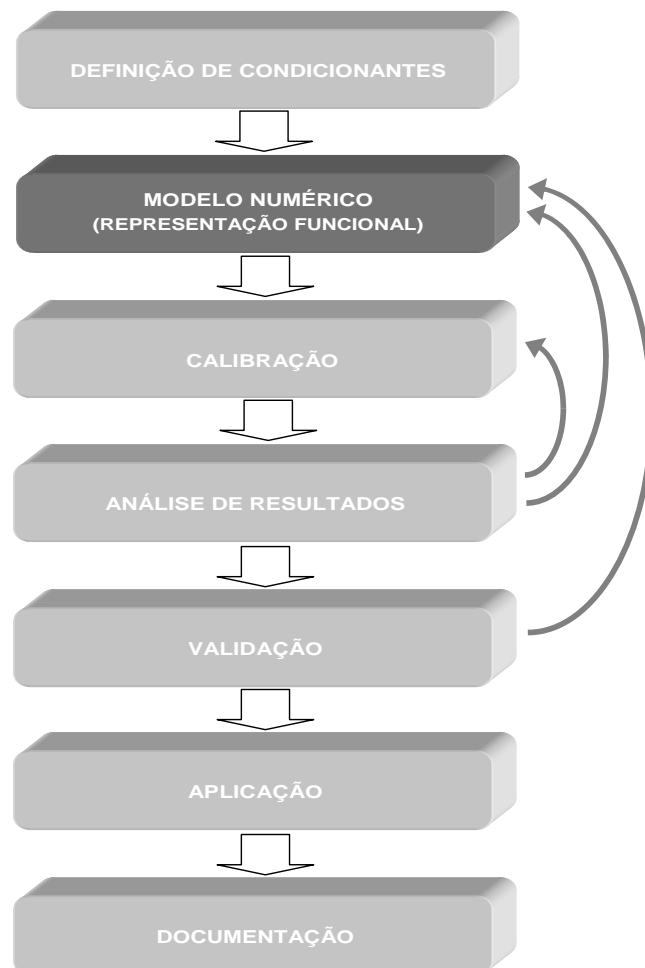 DEFINIÇÃO DE CONDICIONANTES
MODELO NUMÉRICO
(REPRESENTAÇÃO FUNCIONAL)
CALIBRAÇÃO
ANÁLISE DE RESULTADOS
VALIDAÇÃO
APLICAÇÃO
DOCUMENTAÇÃO